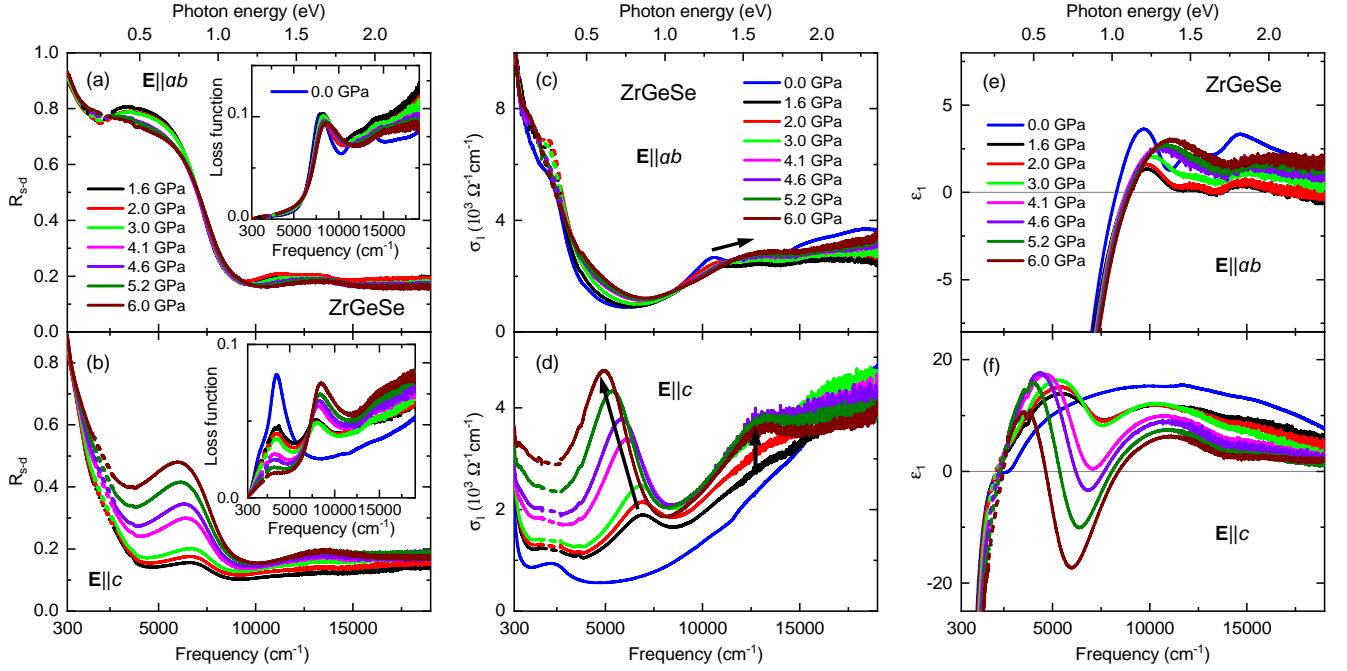 Photon energy (eV)
0.5 1.0 1.5 2.0
(a)
E||ab
R_s-d
1.0
0.8
0.6
0.4
0.2
0.0
1.6 GPa
2.0 GPa
3.0 GPa
4.1 GPa
4.6 GPa
5.2 GPa
6.0 GPa
ZrGeSe
Loss function
0.1
0.0
0.0 GPa
300 5000 10000 15000
Frequency (cm⁻¹)
(b)
E||c
R_s-d
0.8
0.6
0.4
0.2
0.0
Loss function
0.1
0.0
300 5000 10000 15000
Frequency (cm⁻¹)
300 5000 10000 15000
Frequency (cm⁻¹)
Photon energy (eV)
0.5 1.0 1.5 2.0
(c)
ZrGeSe
E||ab
σ₁ (10³ Ω⁻¹cm⁻¹)
8
6
4
2
0
0.0 GPa
1.6 GPa
2.0 GPa
3.0 GPa
4.1 GPa
4.6 GPa
5.2 GPa
6.0 GPa
(d)
E||c
σ₁ (10³ Ω⁻¹cm⁻¹)
4
2
0
300 5000 10000 15000
Frequency (cm⁻¹)
Photon energy (eV)
0.5 1.0 1.5 2.0
(e)
ZrGeSe
ε₁
5
0
-5
0.0 GPa
1.6 GPa
2.0 GPa
3.0 GPa
4.1 GPa
4.6 GPa
5.2 GPa
6.0 GPa
E||ab
(f)
E||c
ε₁
20
10
0
-10
-20
300 5000 10000 15000
Frequency (cm⁻¹)